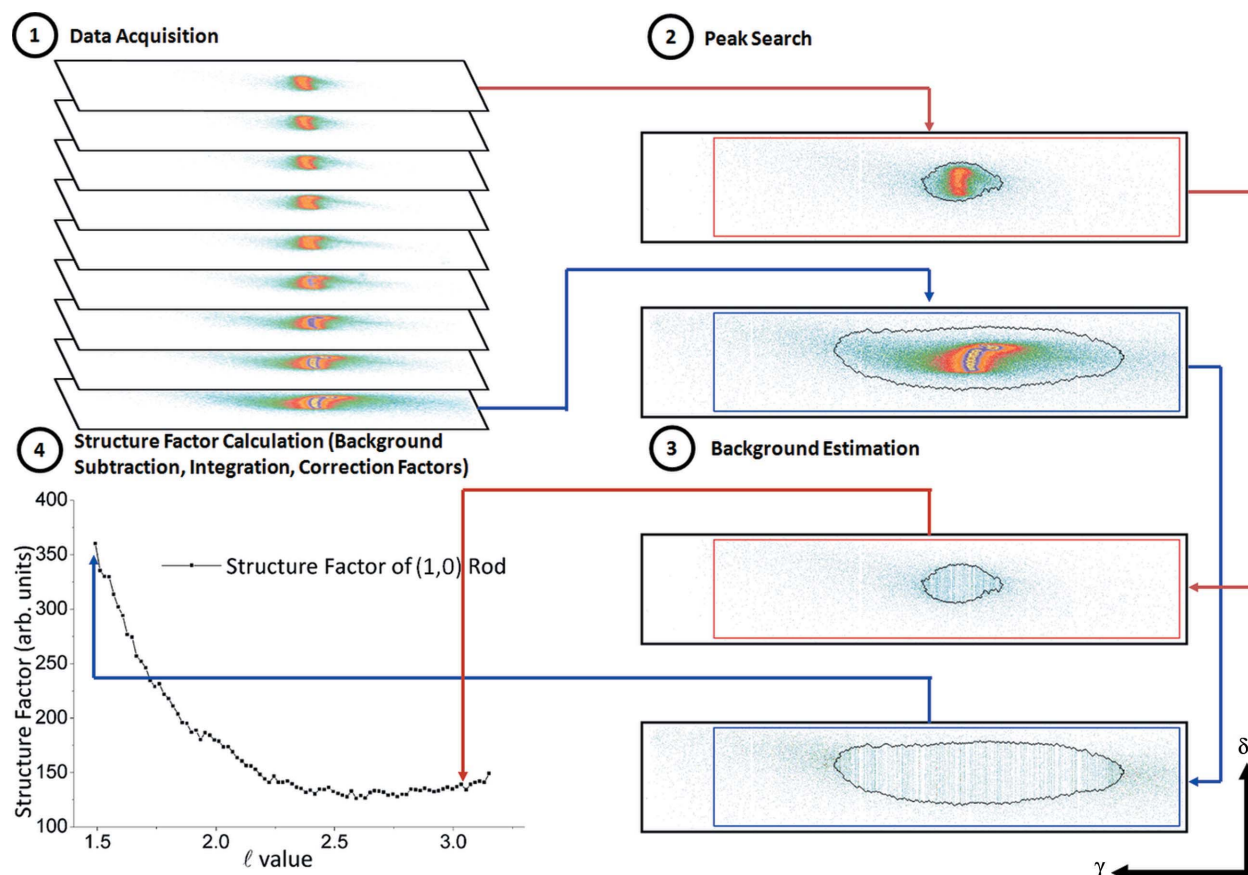 1 Data Acquisition
2 Peak Search
4 Structure Factor Calculation (Background
Subtraction, Integration, Correction Factors)
3 Background Estimation
Structure Factor (arb. units)
400
350
300
250
200
150
100
Structure Factor of (1,0) Rod
1.5 2.0 2.5 3.0
ℓ value
δ
γ